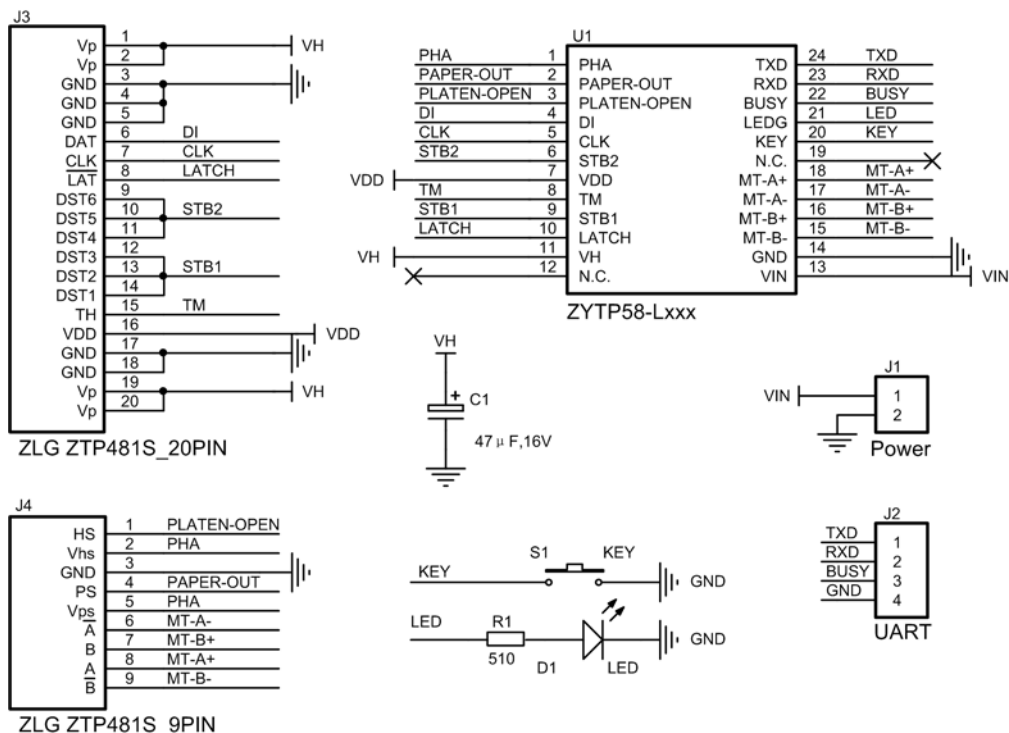 J3
Vp 1
Vp 2 VH
GND 3
GND 4
GND 5
DAT 6 DI
CLK 7 CLK
LAT 8 LATCH
DST6 9
DST5 10 STB2
DST4 11
DST3 12
DST2 13 STB1
DST1 14
TH 15 TM
VDD 16 VDD
GND 17
GND 18
Vp 19 VH
Vp 20
ZLG ZTP481S_20PIN
U1
PHA 1 PHA TXD 24 TXD
PAPER-OUT 2 PAPER-OUT RXD 23 RXD
PLATEN-OPEN 3 PLATEN-OPEN BUSY 22 BUSY
DI 4 DI LEDG 21 LED
CLK 5 CLK KEY 20 KEY
STB2 6 STB2 N.C. 19
VDD 7 VDD MT-A+ 18 MT-A+
TM 8 TM MT-A- 17 MT-A-
STB1 9 STB1 MT-B+ 16 MT-B+
LATCH 10 LATCH MT-B- 15 MT-B-
VH 11 VH GND 14
12 N.C. VIN 13 VIN
ZYTP58-Lxxx
VH
+ C1
47μF,16V
J1
VIN 1
2
Power
J4
HS 1 PLATEN-OPEN
Vhs 2 PHA
GND 3
PS 4 PAPER-OUT
Vps 5 PHA
A 6 MT-A-
B 7 MT-B+
A 8 MT-A+
B 9 MT-B-
ZLG ZTP481S_9PIN
S1 KEY
KEY GND
LED R1 GND
510 D1 LED
J2
TXD 1
RXD 2
BUSY 3
GND 4
UART